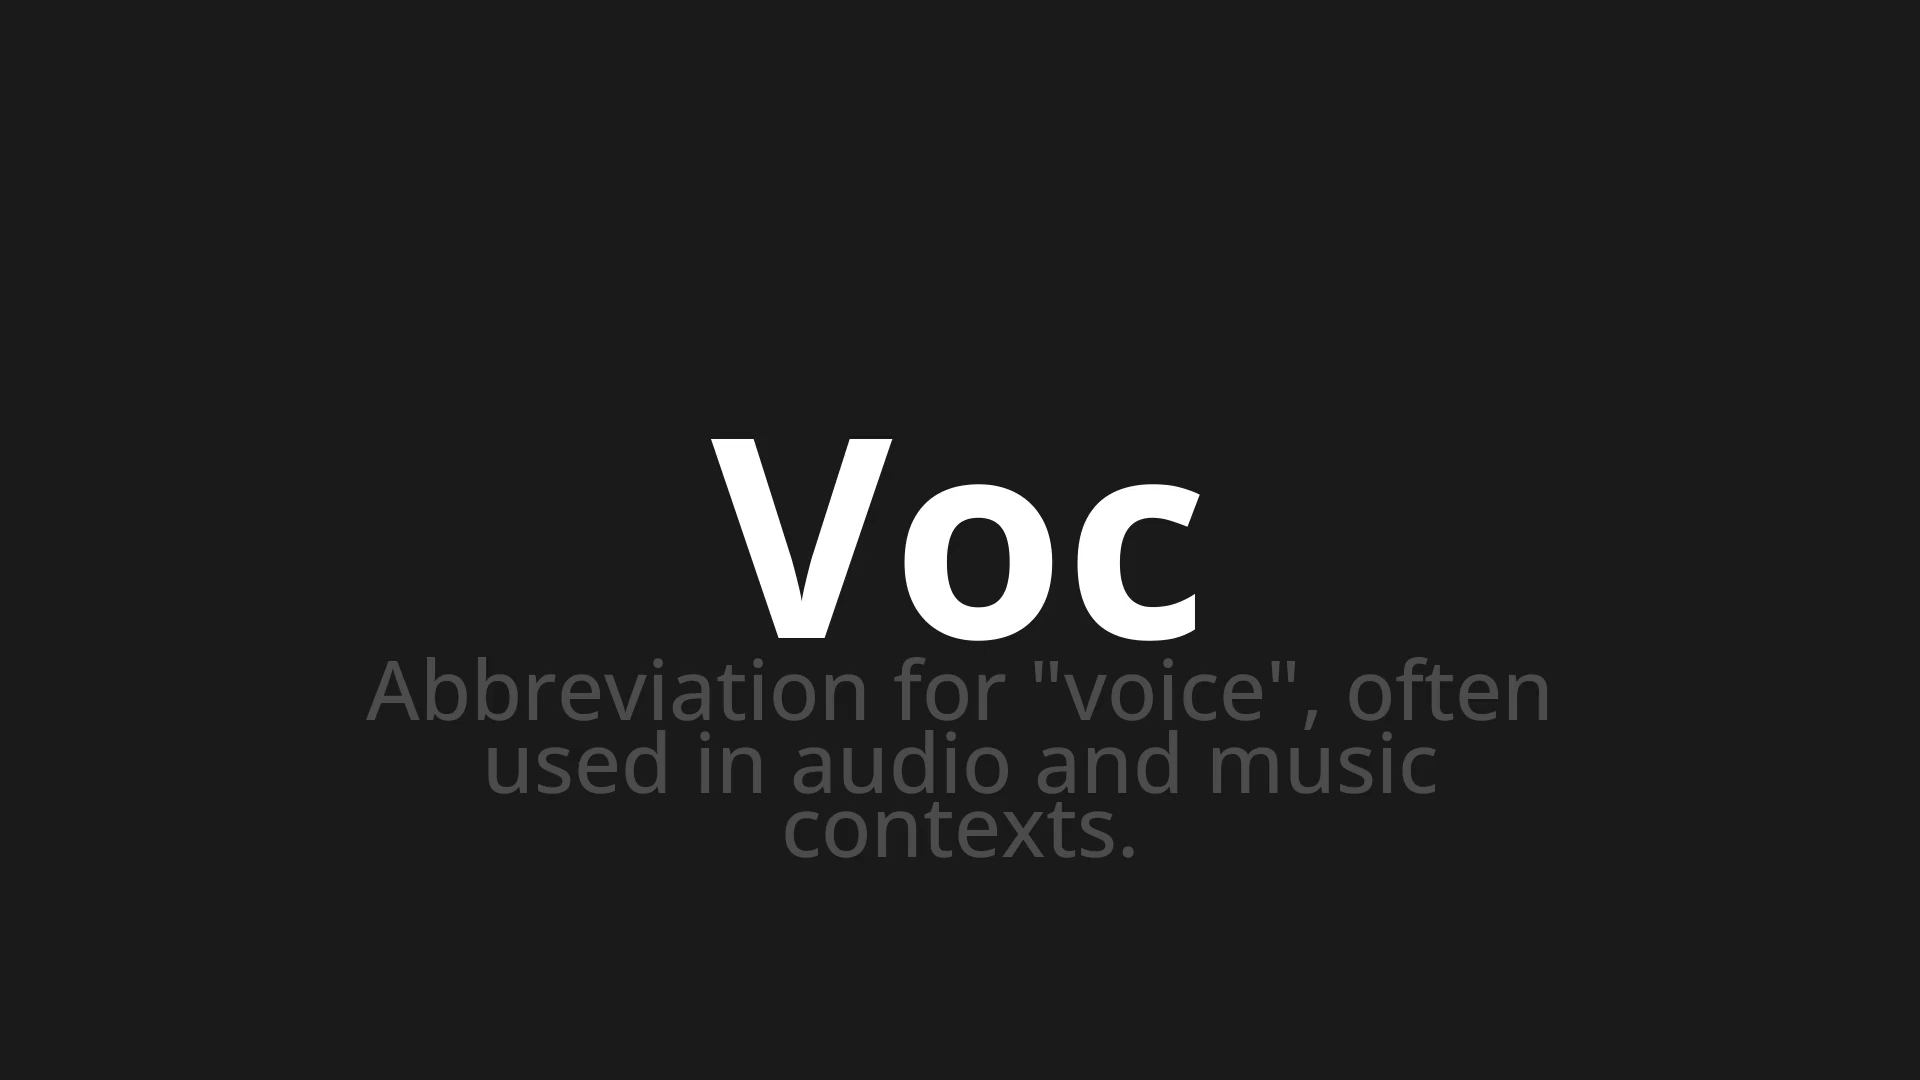 Voc
Abbreviation for "voice", often
used in audio and music
contexts.